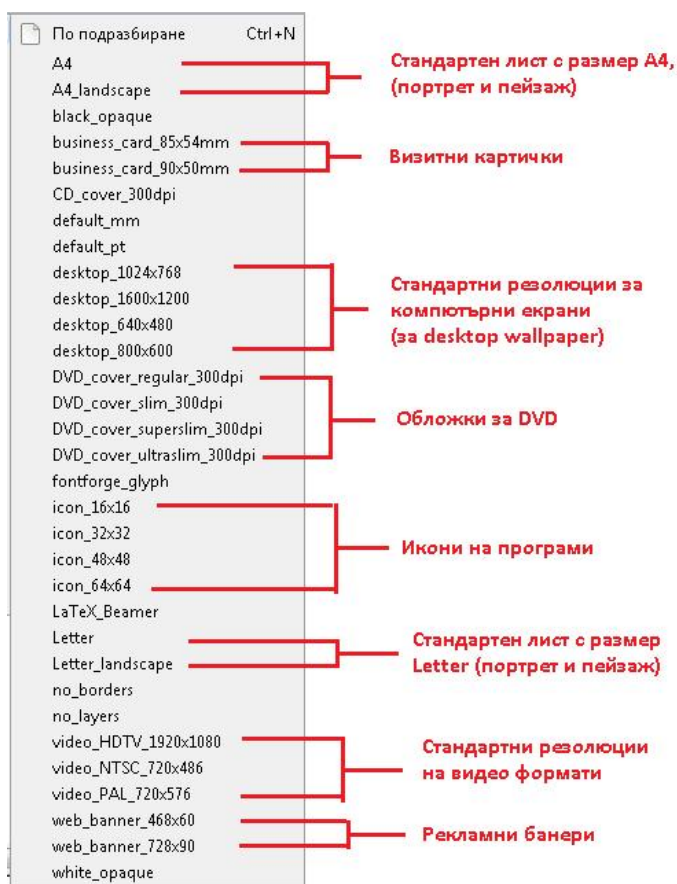 По подразбиране Ctrl+N
A4
A4_landscape
Стандартен лист с размер A4,
(портрет и пейзаж)
black_opaque
business_card_85x54mm
business_card_90x50mm
Визитни картички
CD_cover_300dpi
default_mm
default_pt
desktop_1024x768
desktop_1600x1200
desktop_640x480
desktop_800x600
Стандартни резолюции за
компютърни екрани
(за desktop wallpaper)
DVD_cover_regular_300dpi
DVD_cover_slim_300dpi
DVD_cover_superslim_300dpi
DVD_cover_ultraslim_300dpi
Обложки за DVD
fontforge_glyph
icon_16x16
icon_32x32
icon_48x48
icon_64x64
Икони на програми
LaTeX_Beamer
Letter
Letter_landscape
Стандартен лист с размер
Letter (портрет и пейзаж)
no_borders
no_layers
video_HDTV_1920x1080
video_NTSC_720x486
video_PAL_720x576
Стандартни резолюции
на видео формати
web_banner_468x60
web_banner_728x90
Рекламни банери
white_opaque